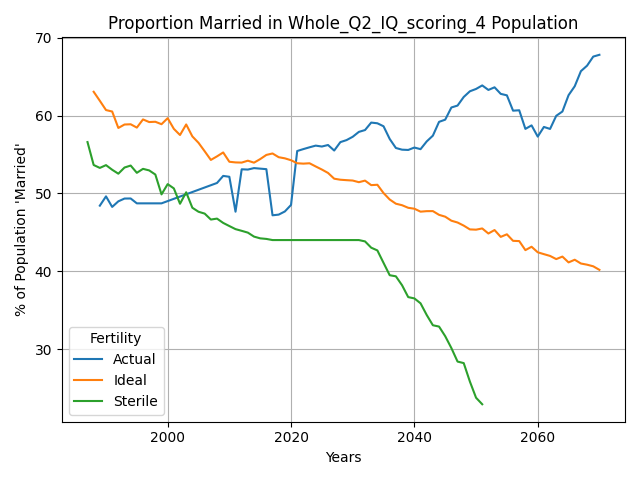 Proportion Married in Whole_Q2_IQ_scoring_4 Population
70
60
50
40
30
% of Population 'Married'
Fertility
Actual
Ideal
Sterile
2000 2020 2040 2060
Years